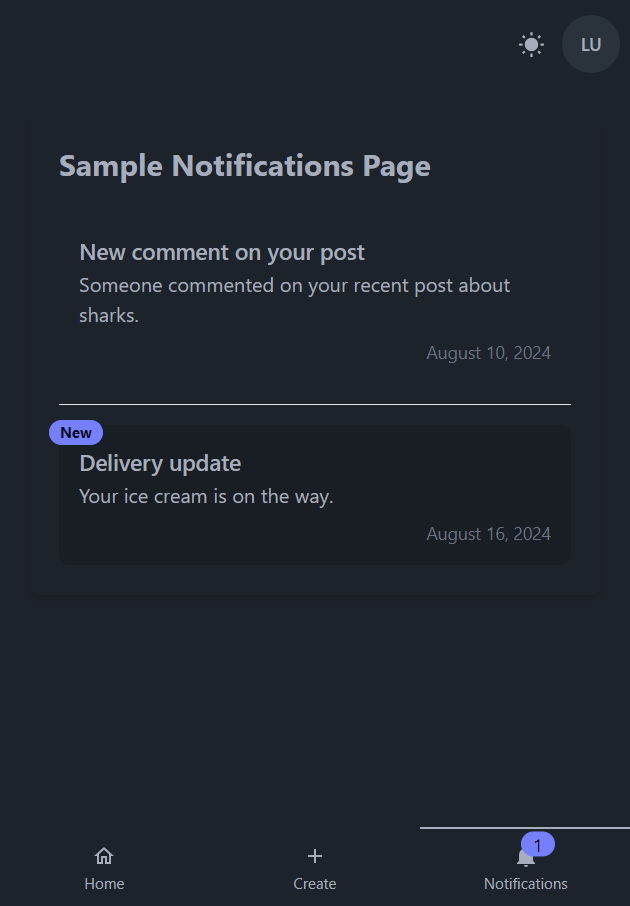 LU
Sample Notifications Page
New comment on your post
Someone commented on your recent post about
sharks.
August 10, 2024
New
Delivery update
Your ice cream is on the way.
August 16, 2024
1
Home
Create
Notifications